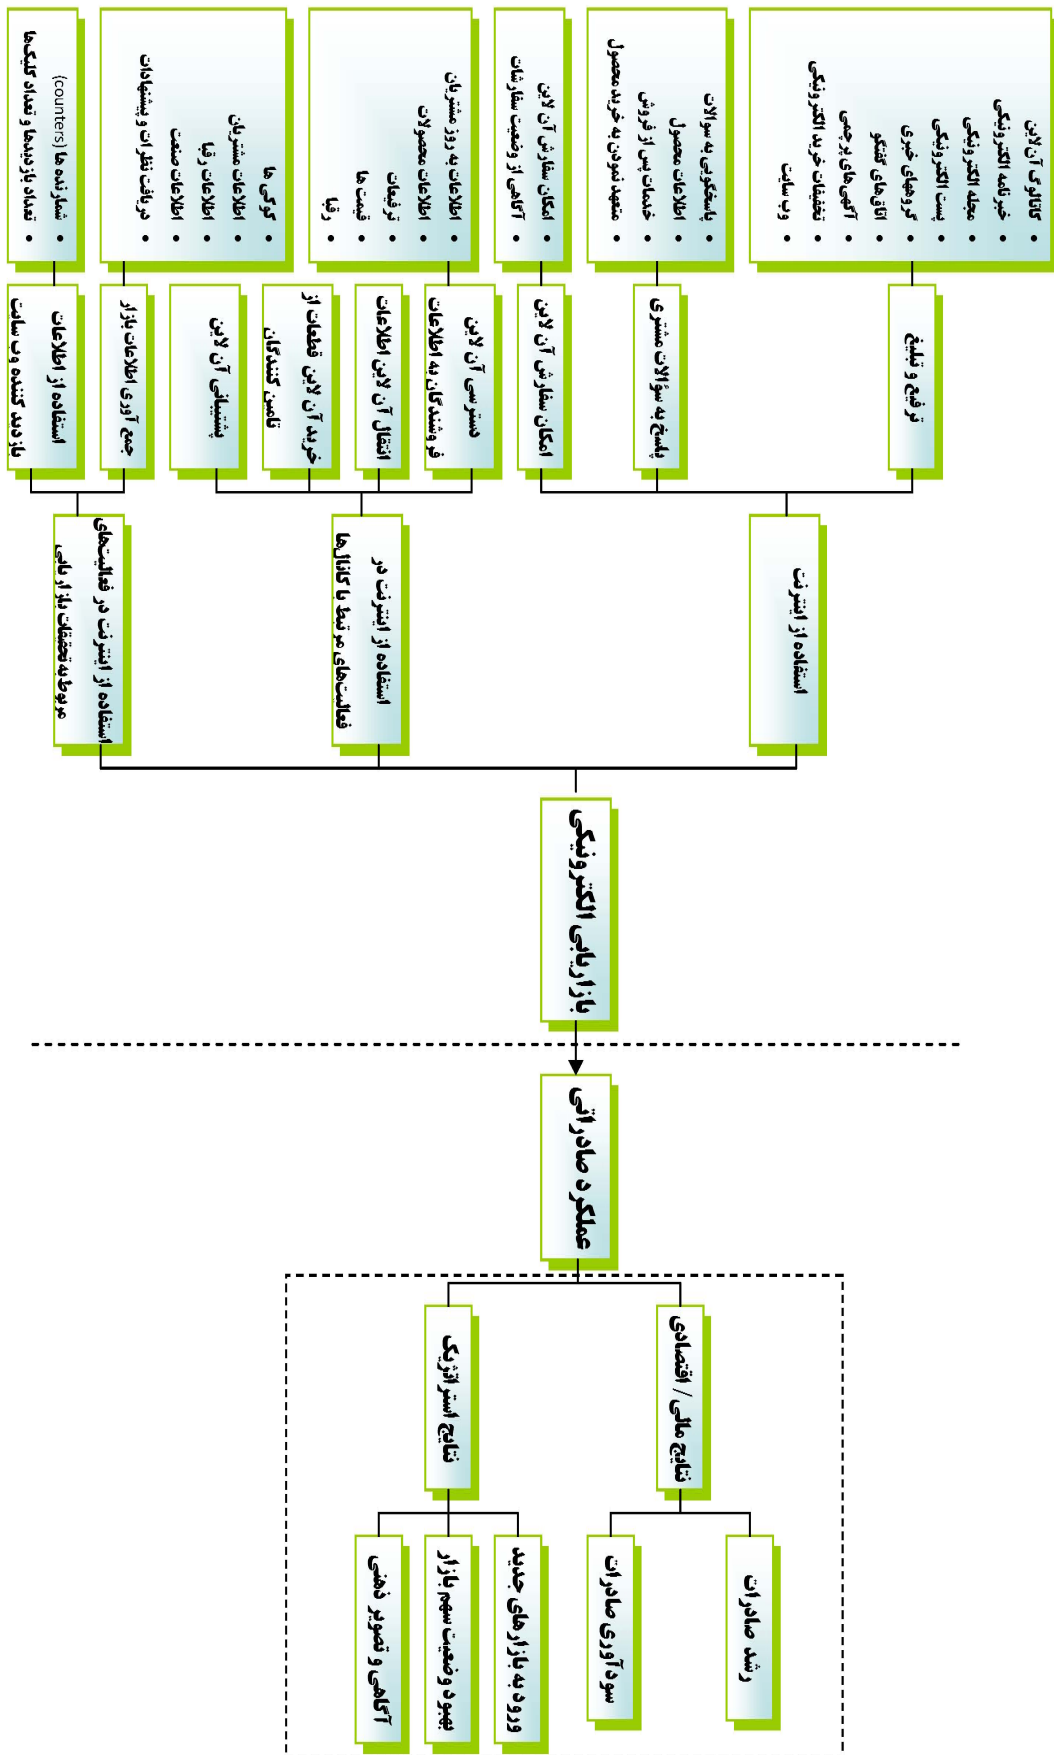 کاتالوگ آن لاین
خبرنامه الکترونیکی
مجله الکترونیکی
پست الکترونیکی
گروههای خبری
اتاق‌های گفتگو
آگهی‌های پرچمی
تخفیفات خرید الکترونیکی
وب سایت
پاسخگویی به سوالات
اطلاعات محصول
خدمات پس از فروش
متعهد نمودن به خرید محصول
امکان سفارش آن لاین
آگاهی از وضعیت سفارشات
اطلاعات به روز مشتریان
اطلاعات محصولات
ترفیعات
قیمت ها
رقبا
کوکی ها
اطلاعات مشتریان
اطلاعات رقبا
اطلاعات صنعت
دریافت نظرات و پیشنهادات
شمارنده ها (counters)
تعداد بازدیدها و تعداد کلیک‌ها
ترفیع و تبلیغ
پاسخ به سؤالات مشتری
امکان سفارش آن لاین
دسترسی آن لاین
فروشندگان به اطلاعات
انتقال آن لاین اطلاعات
خرید آن لاین قطعات از
تامین کنندگان
پشتیبانی آن لاین
جمع آوری اطلاعات بازار
استفاده از اطلاعات
بازدید کننده وب سایت
استفاده از اینترنت
استفاده از اینترنت در
فعالیت‌های مرتبط با کانال‌ها
استفاده از اینترنت در فعالیت‌های
مربوط به تحقیقات بازاریابی
بازاریابی الکترونیکی
عملکرد صادراتی
نتایج مالی / اقتصادی
نتایج استراتژیک
رشد صادرات
سودآوری صادرات
ورود به بازارهای جدید
بهبود وضعیت سهم بازار
آگاهی و تصویر ذهنی